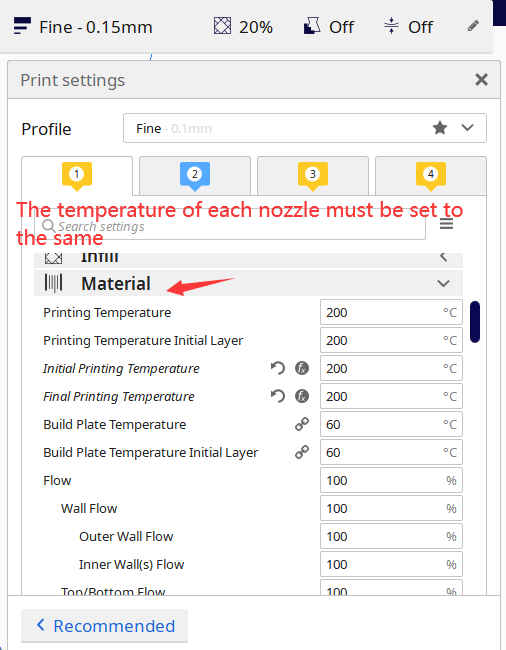 Fine - 0.15mm 20% Off Off
Print settings
Profile Fine - 0.1mm
1 2 3 4
The temperature of each nozzle must be set to
the same
Search settings
Infill
Material
Printing Temperature 200 °C
Printing Temperature Initial Layer 200 °C
Initial Printing Temperature 200 °C
Final Printing Temperature 200 °C
Build Plate Temperature 60 °C
Build Plate Temperature Initial Layer 60 °C
Flow 100 %
Wall Flow 100 %
Outer Wall Flow 100 %
Inner Wall(s) Flow 100 %
Top/Bottom Flow 100 %
Recommended